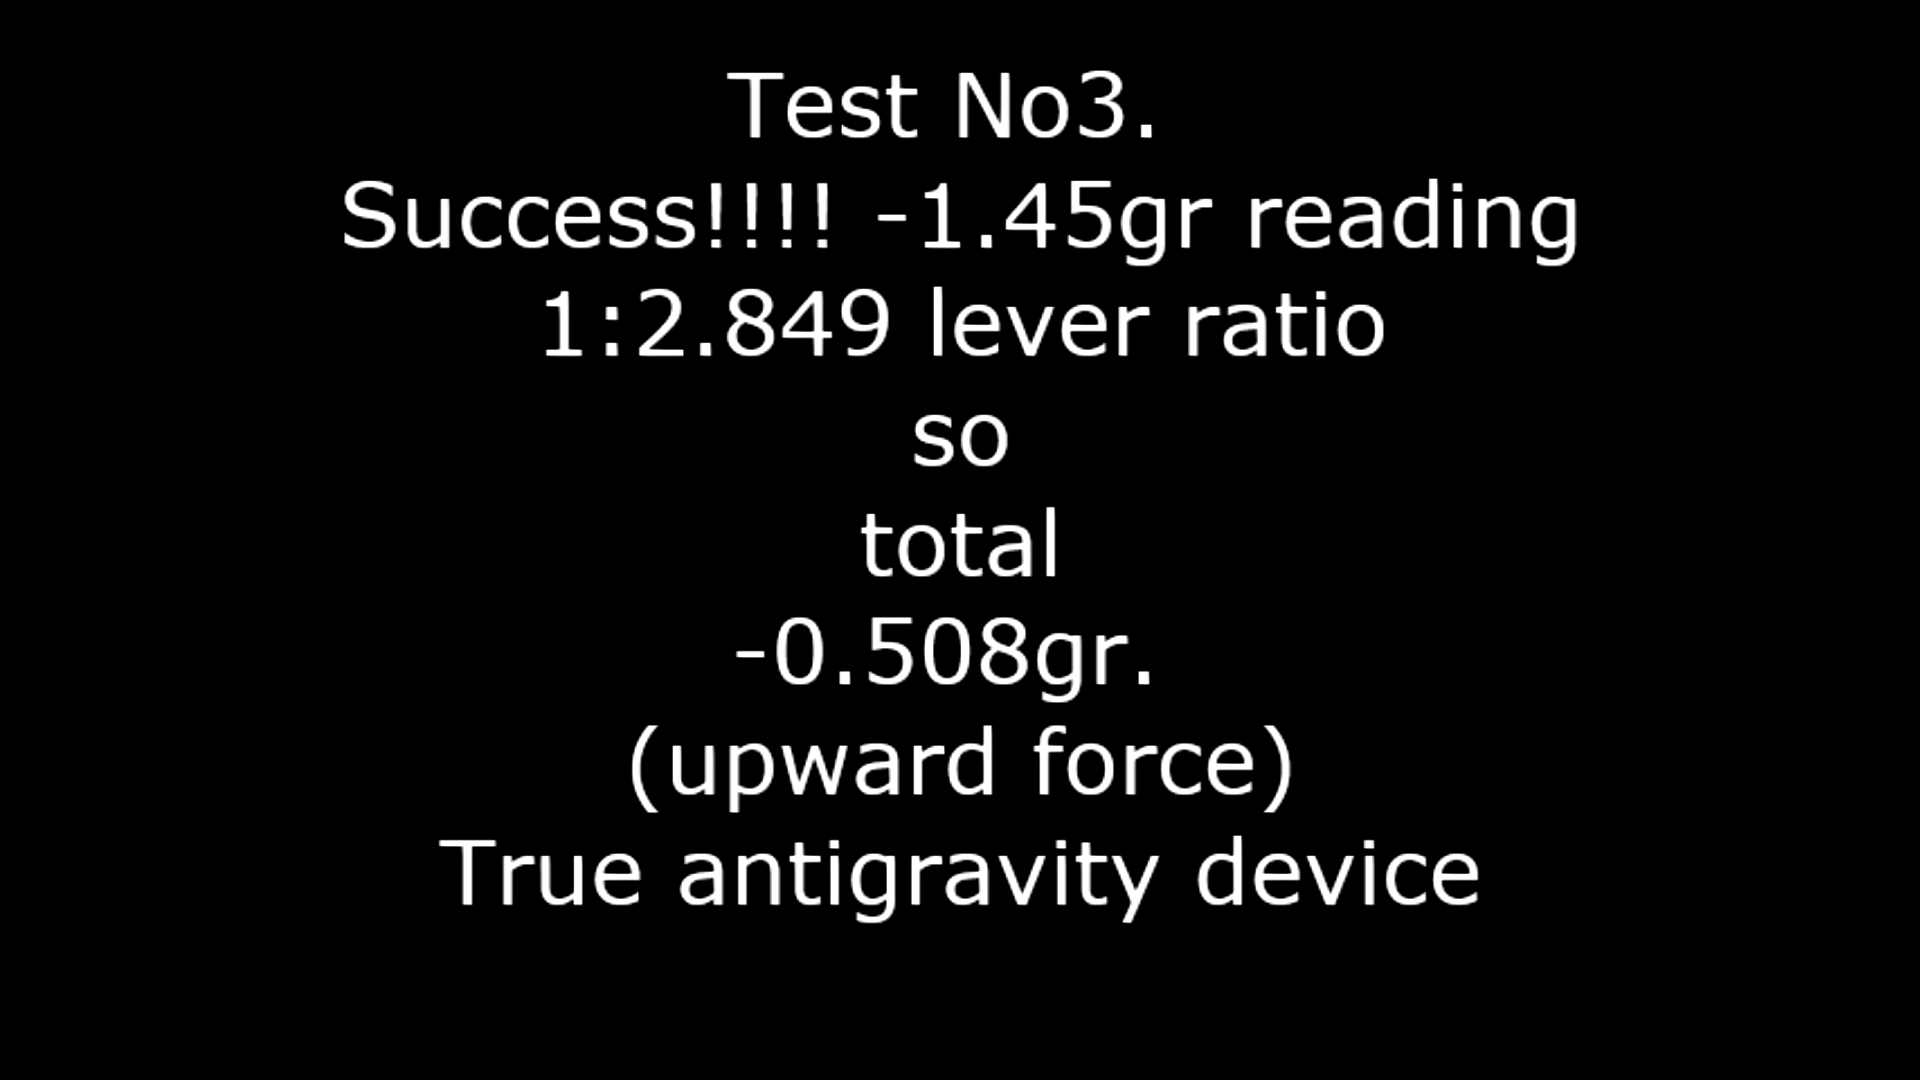 Test No3.
Success!!!! -1.45gr reading
1:2.849 lever ratio
so
total
-0.508gr.
(upward force)
True antigravity device